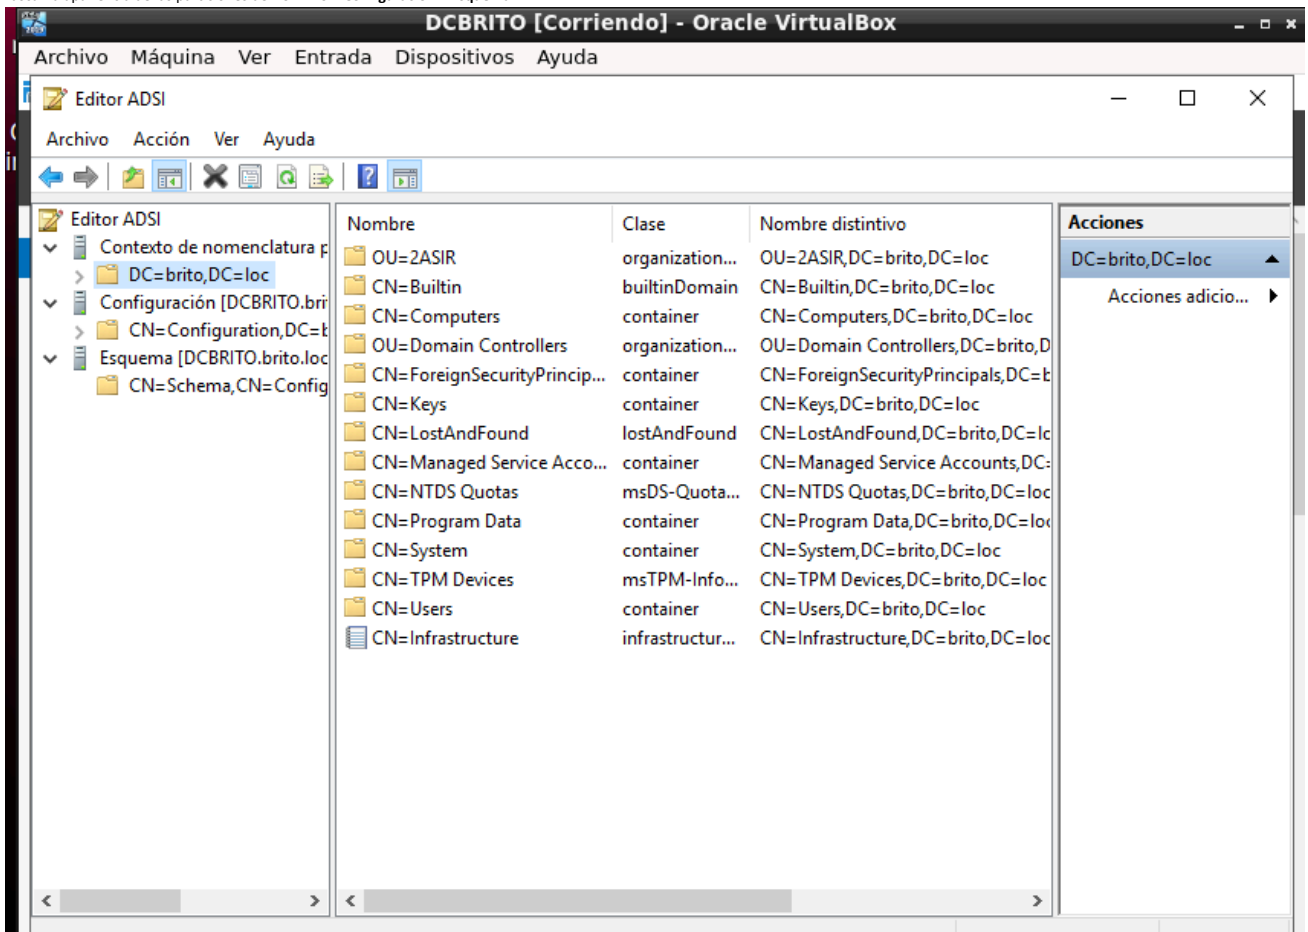 DCBRITO [Corriendo] - Oracle VirtualBox
Archivo Máquina Ver Entrada Dispositivos Ayuda
Editor ADSI
Archivo Acción Ver Ayuda
Editor ADSI
Contexto de nomenclatura p
DC=brito,DC=loc
Configuración [DCBRITO.bri
CN=Configuration,DC=b
Esquema [DCBRITO.brito.loc
CN=Schema,CN=Config
Nombre Clase Nombre distintivo
OU=2ASIR organization... OU=2ASIR,DC=brito,DC=loc
CN=Builtin builtinDomain CN=Builtin,DC=brito,DC=loc
CN=Computers container CN=Computers,DC=brito,DC=loc
OU=Domain Controllers organization... OU=Domain Controllers,DC=brito,D
CN=ForeignSecurityPrincip... container CN=ForeignSecurityPrincipals,DC=b
CN=Keys container CN=Keys,DC=brito,DC=loc
CN=LostAndFound lostAndFound CN=LostAndFound,DC=brito,DC=lo
CN=Managed Service Acco... container CN=Managed Service Accounts,DC=
CN=NTDS Quotas msDS-Quota... CN=NTDS Quotas,DC=brito,DC=loc
CN=Program Data container CN=Program Data,DC=brito,DC=loc
CN=System container CN=System,DC=brito,DC=loc
CN=TPM Devices msTPM-Info... CN=TPM Devices,DC=brito,DC=loc
CN=Users container CN=Users,DC=brito,DC=loc
CN=Infrastructure infrastructur... CN=Infrastructure,DC=brito,DC=loc
Acciones
DC=brito,DC=loc
Acciones adicio...